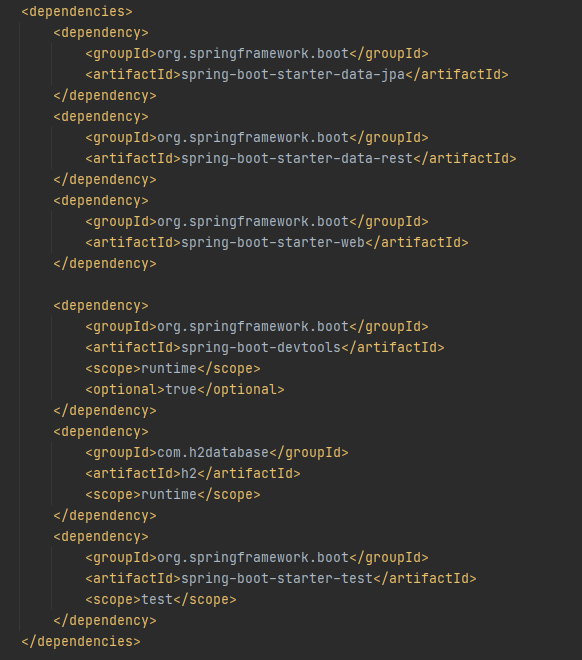 <dependencies>
<dependency>
<groupId>org.springframework.boot</groupId>
<artifactId>spring-boot-starter-data-jpa</artifactId>
</dependency>
<dependency>
<groupId>org.springframework.boot</groupId>
<artifactId>spring-boot-starter-data-rest</artifactId>
</dependency>
<dependency>
<groupId>org.springframework.boot</groupId>
<artifactId>spring-boot-starter-web</artifactId>
</dependency>
<dependency>
<groupId>org.springframework.boot</groupId>
<artifactId>spring-boot-devtools</artifactId>
<scope>runtime</scope>
<optional>true</optional>
</dependency>
<dependency>
<groupId>com.h2database</groupId>
<artifactId>h2</artifactId>
<scope>runtime</scope>
</dependency>
<dependency>
<groupId>org.springframework.boot</groupId>
<artifactId>spring-boot-starter-test</artifactId>
<scope>test</scope>
</dependency>
</dependencies>